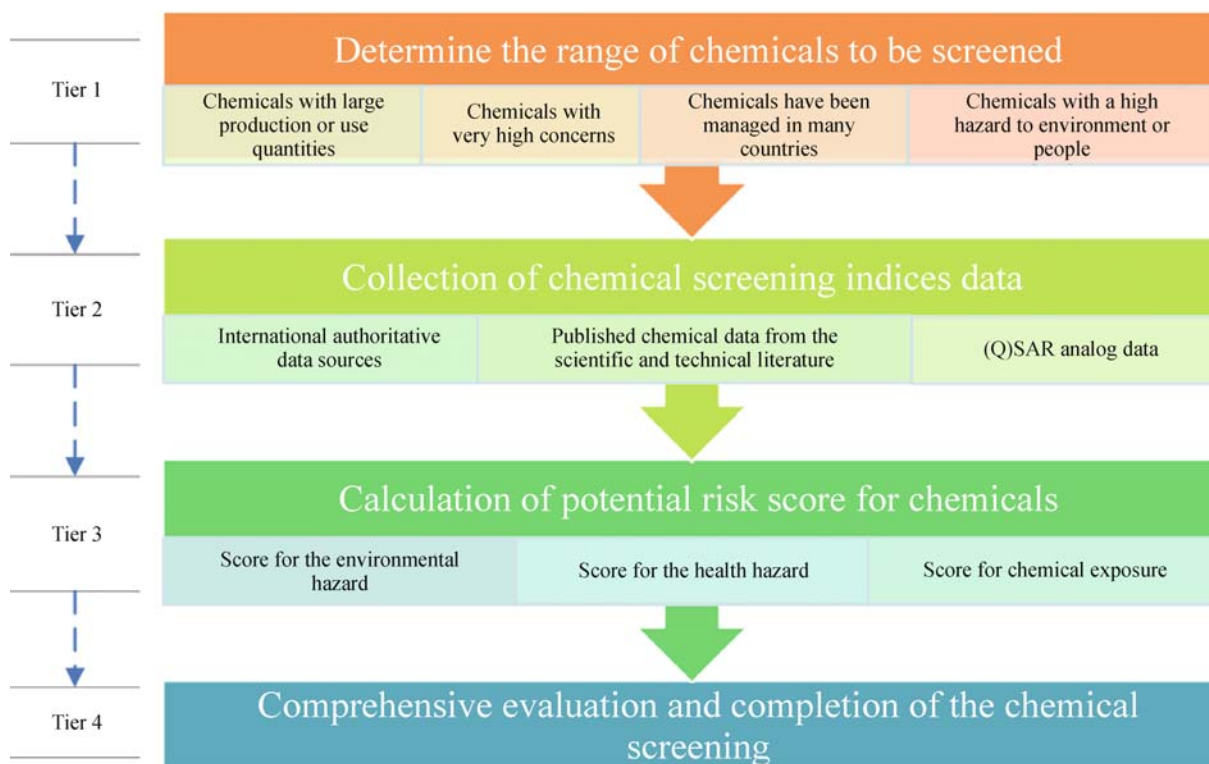 Tier 1
Determine the range of chemicals to be screened
Chemicals with large
production or use
quantities
Chemicals with
very high concerns
Chemicals have been
managed in many
countries
Chemicals with a high
hazard to environment or
people
Tier 2
Collection of chemical screening indices data
International authoritative
data sources
Published chemical data from the
scientific and technical literature
(Q)SAR analog data
Tier 3
Calculation of potential risk score for chemicals
Score for the environmental
hazard
Score for the health hazard
Score for chemical exposure
Tier 4
Comprehensive evaluation and completion of the chemical
screening